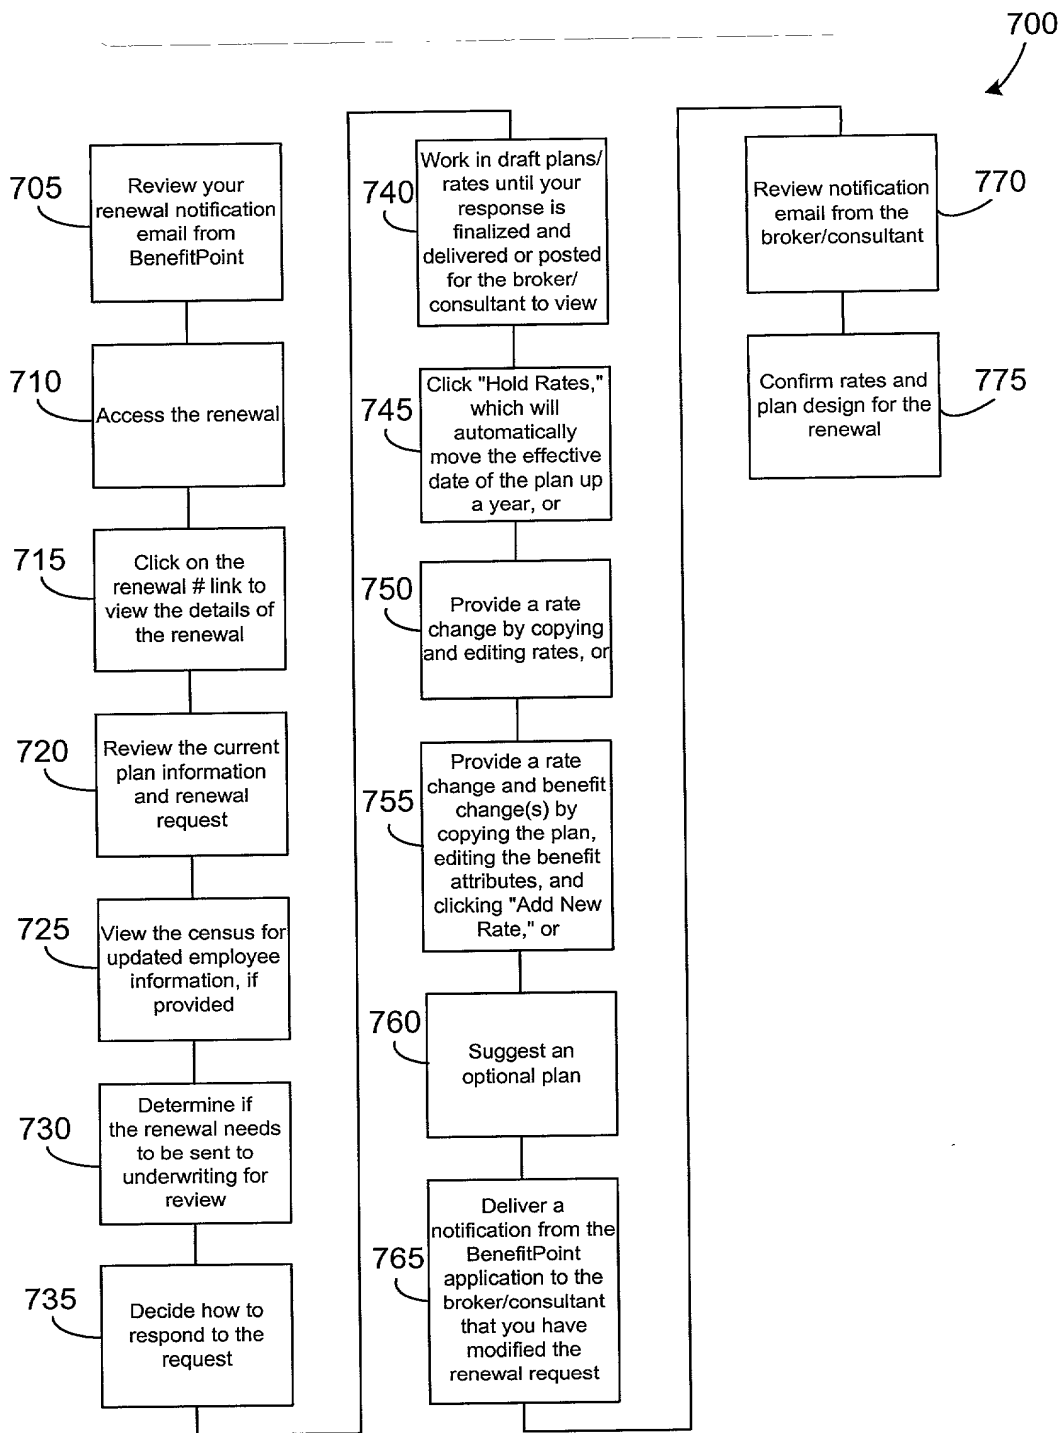 700
705
Review your
renewal notification
email from
BenefitPoint
710
Access the renewal
715
Click on the
renewal # link to
view the details of
the renewal
720
Review the current
plan information
and renewal
request
725
View the census for
updated employee
information, if
provided
730
Determine if
the renewal needs
to be sent to
underwriting for
review
735
Decide how to
respond to the
request
740
Work in draft plans/
rates until your
response is
finalized and
delivered or posted
for the broker/
consultant to view
745
Click "Hold Rates,"
which will
automatically
move the effective
date of the plan up
a year, or
750
Provide a rate
change by copying
and editing rates, or
755
Provide a rate
change and benefit
change(s) by
copying the plan,
editing the benefit
attributes, and
clicking "Add New
Rate," or
760
Suggest an
optional plan
765
Deliver a
notification from the
BenefitPoint
application to the
broker/consultant
that you have
modified the
renewal request
770
Review notification
email from the
broker/consultant
775
Confirm rates and
plan design for the
renewal